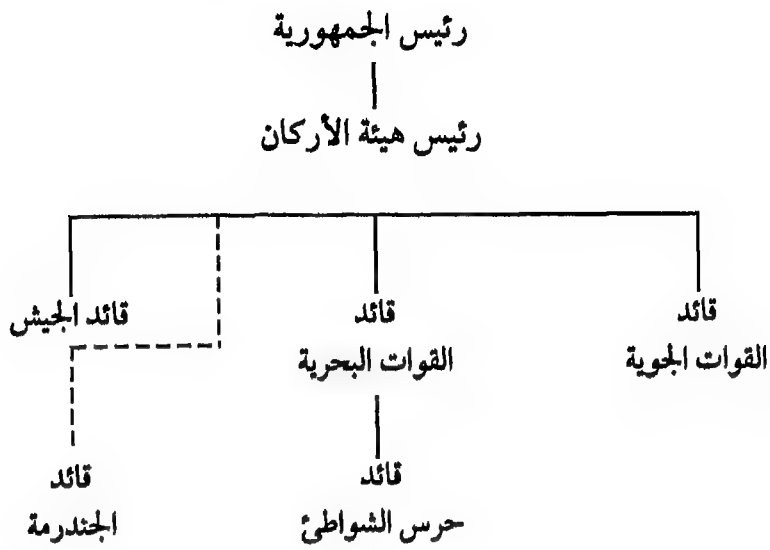 رئيس الجمهورية
رئيس هيئة الأركان
قائد
القوات الجوية
قائد
القوات البحرية
قائد الجيش
قائد
حرس الشواطئ
قائد
الجندرمة